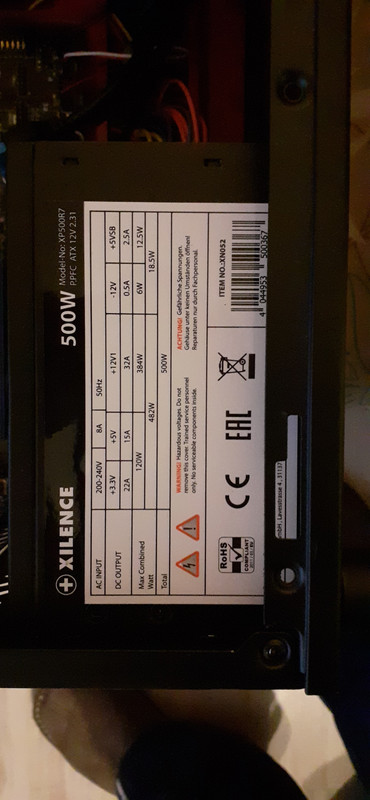 XILENCE
500W
Model-No: XP500R7
P.PFC ATX 12V 2.31
AC INPUT 200-240V 8A 50Hz
DC OUTPUT +3.3V +5V +12V1 -12V +5VSB
22A 15A 32A 0.5A 2.5A
Max Combined 120W 384W 6W 12.5W
Watt 482W 18.5W
Total 500W
WARNING! Hazardous voltages. Do not
remove this cover. Trained service personnel
only. No serviceable components inside.
ACHTUNG! Gefährliche Spannungen.
Gehäuse unter keinen Umständen öffnen!
Reparaturen nur durch Fachpersonal.
RoHS
COMPLIANT
CE
EAC
ITEM NO.:XN052
4 044953 500367